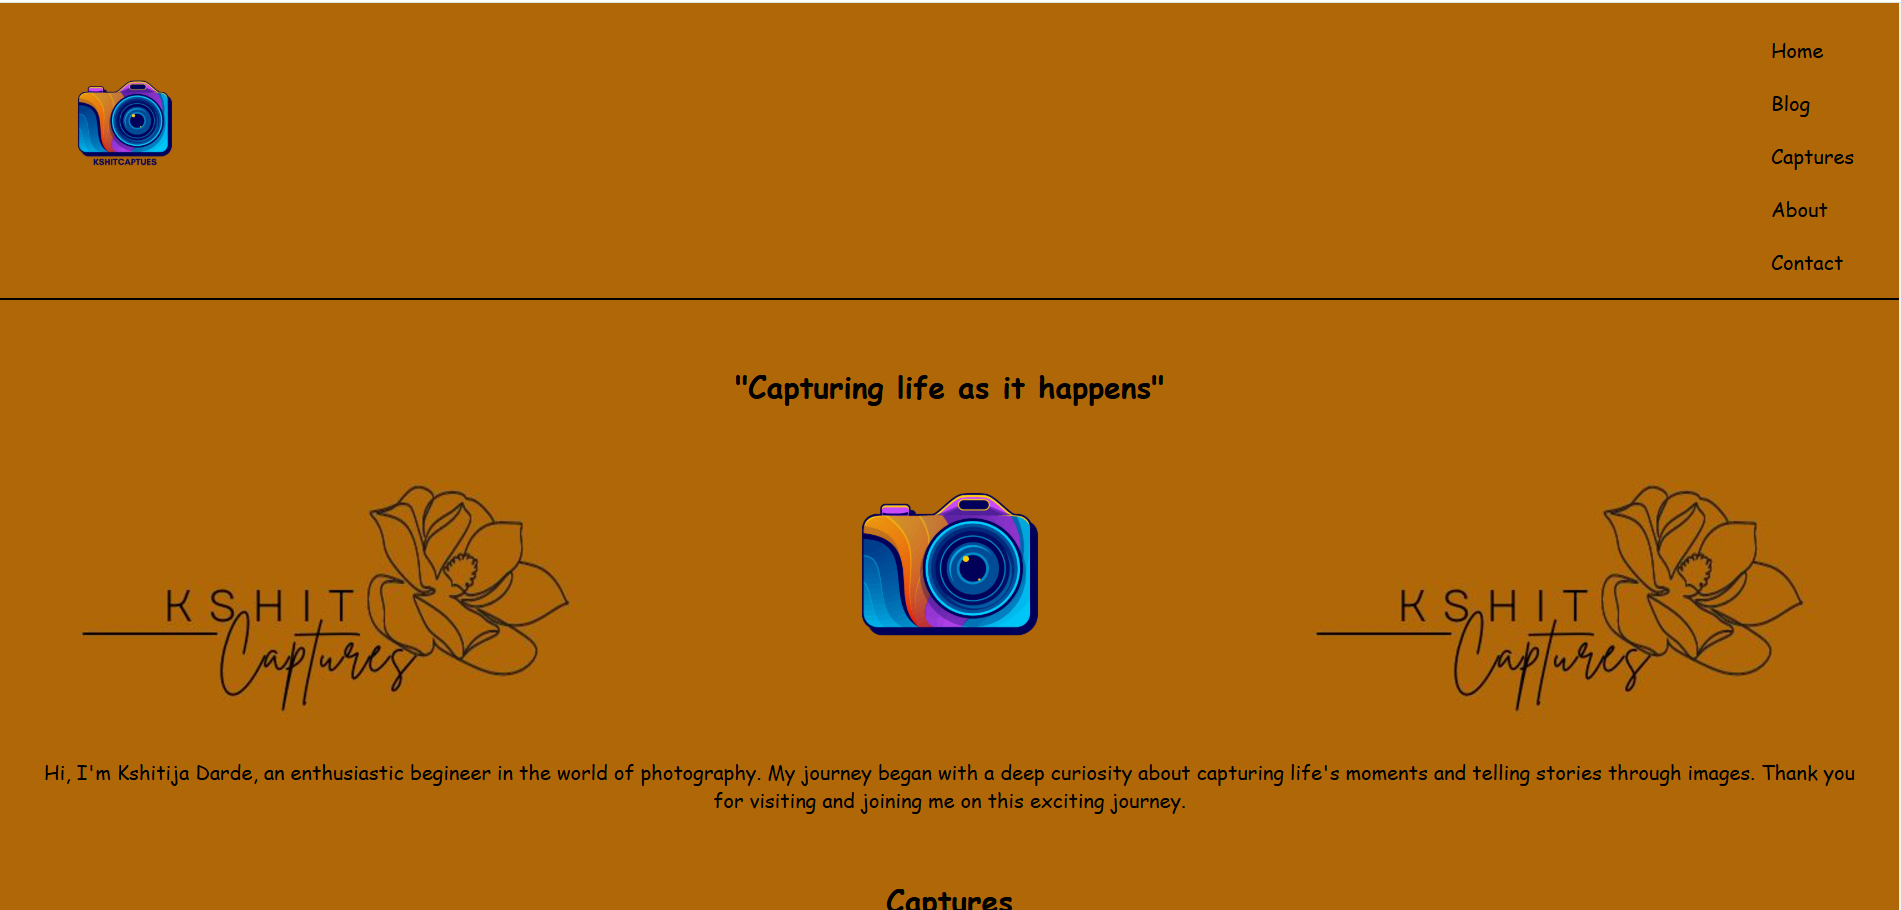 Home
Blog
Captures
About
Contact
KSHITCAPTUES
"Capturing life as it happens"
KSHIT
Captures
KSHIT
Captures
Hi, I'm Kshitija Darde, an enthusiastic begineer in the world of photography. My journey began with a deep curiosity about capturing life's moments and telling stories through images. Thank you
for visiting and joining me on this exciting journey.
Captures